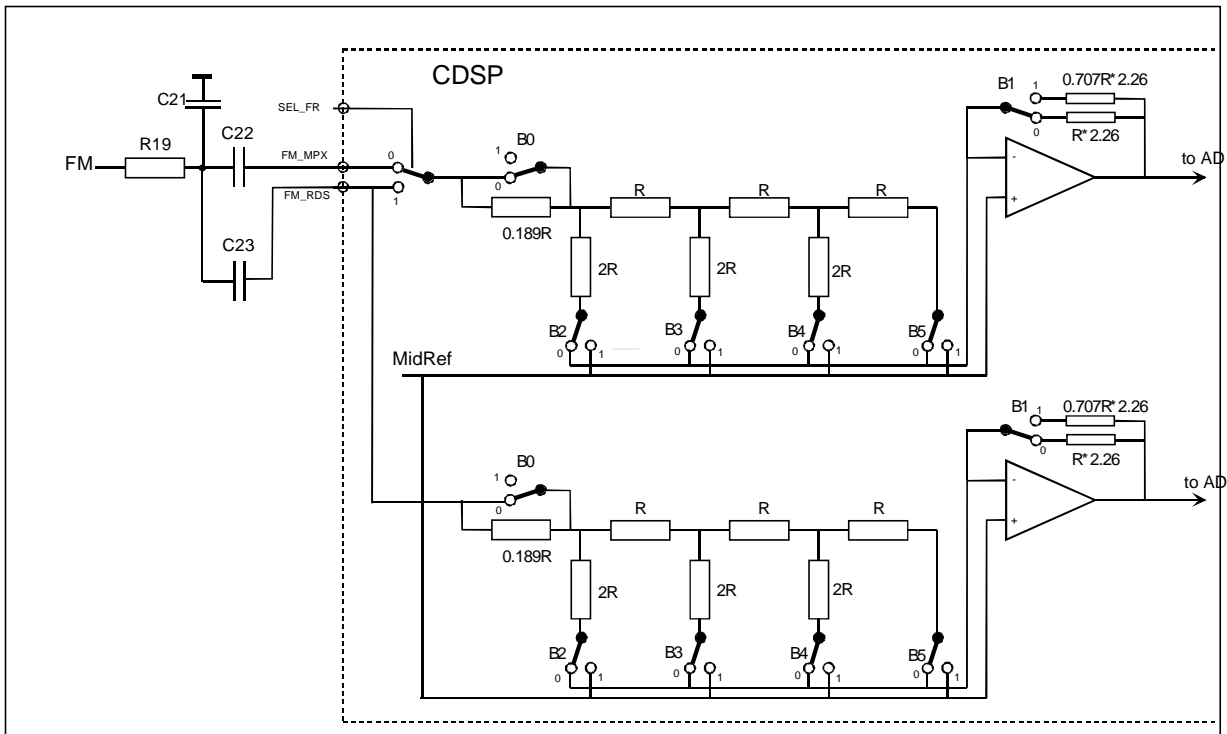 CDSP
B1
1
0.707R*2.26
0
R*2.26
C21
SEL_FR
R19
C22
FM_MPX
0
B0
1
0
-
to AD
FM
FM_RDS
1
R
R
R
+
0.189R
C23
2R
2R
2R
B2
B3
B4
B5
0
1
0
1
0
1
0
1
MidRef
B1
1
0.707R*2.26
0
R*2.26
B0
1
0
-
to AD
R
R
R
+
0.189R
2R
2R
2R
B2
B3
B4
B5
0
1
0
1
0
1
0
1